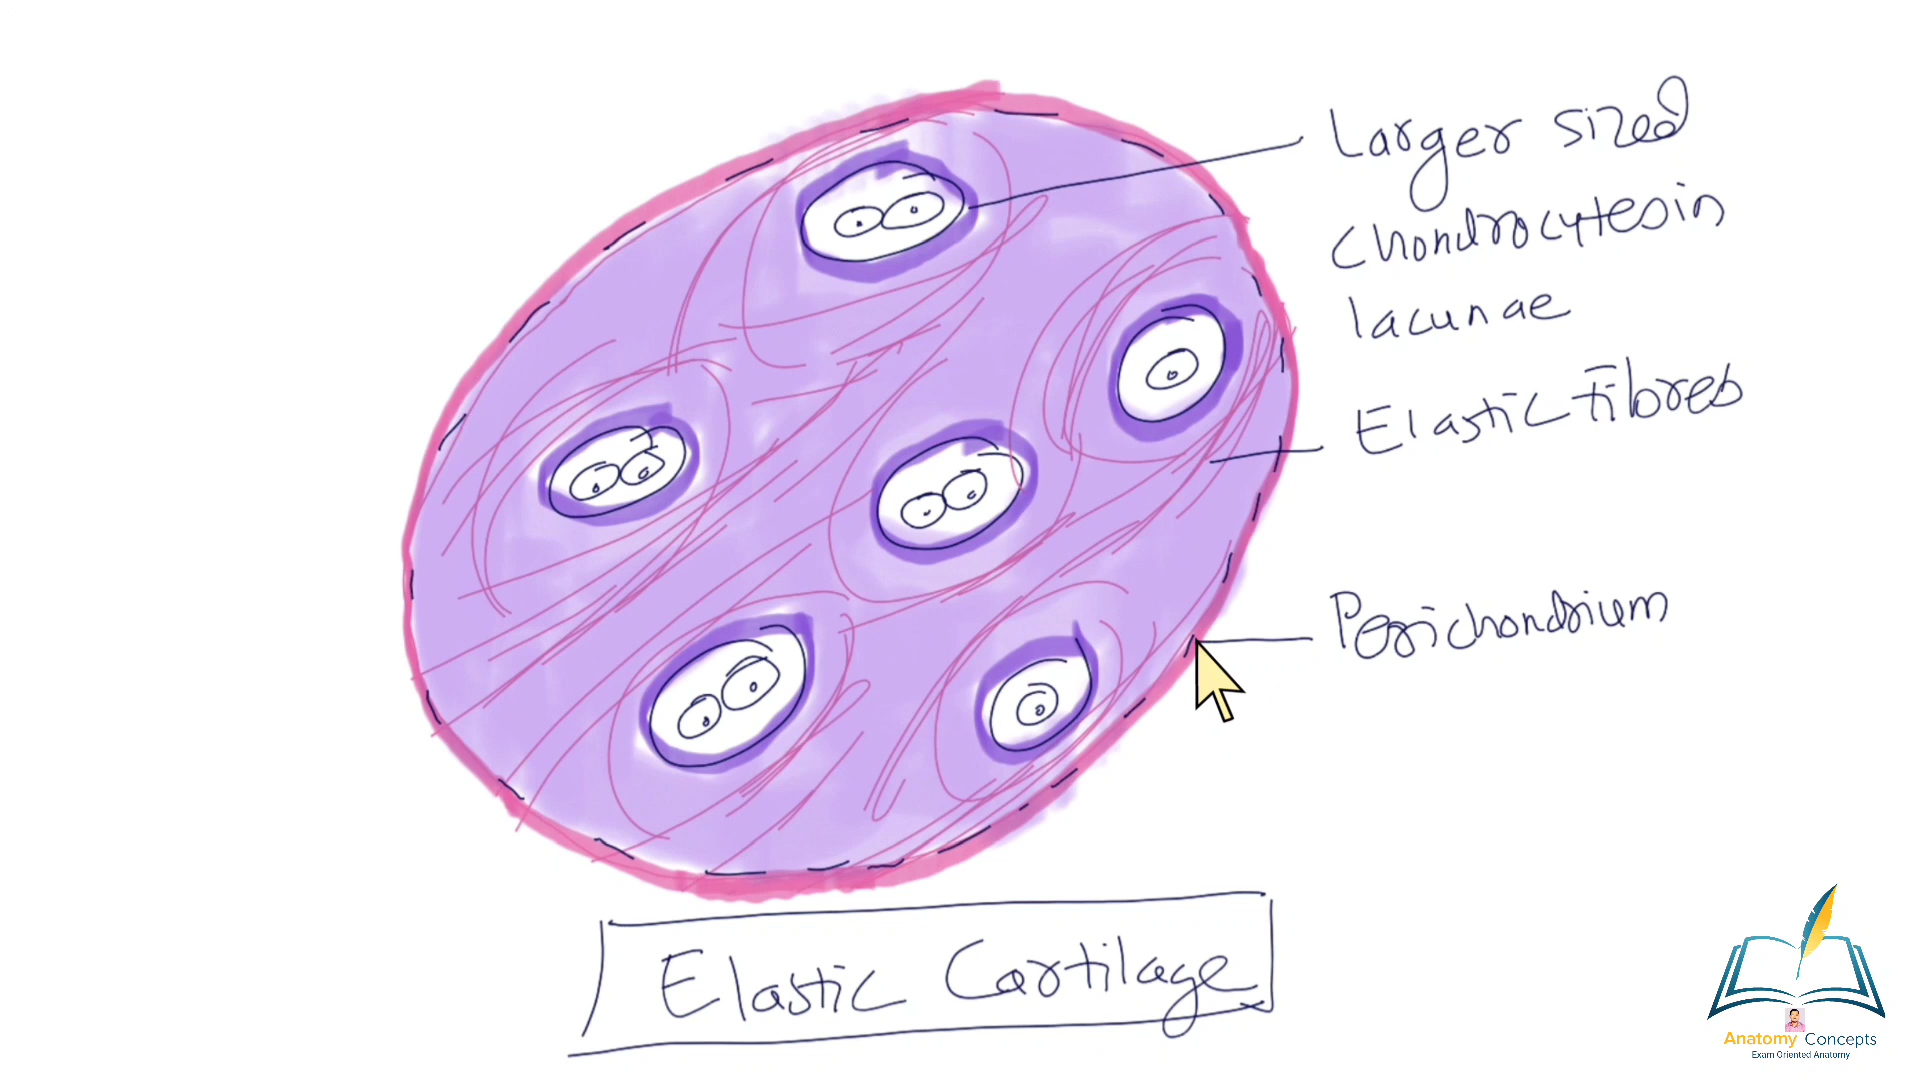 Larger sized
chondrocytes in
lacunae
Elastic Fibres
Perichondrium
Elastic Cartilage
Anatomy Concepts
Exam Oriented Anatomy